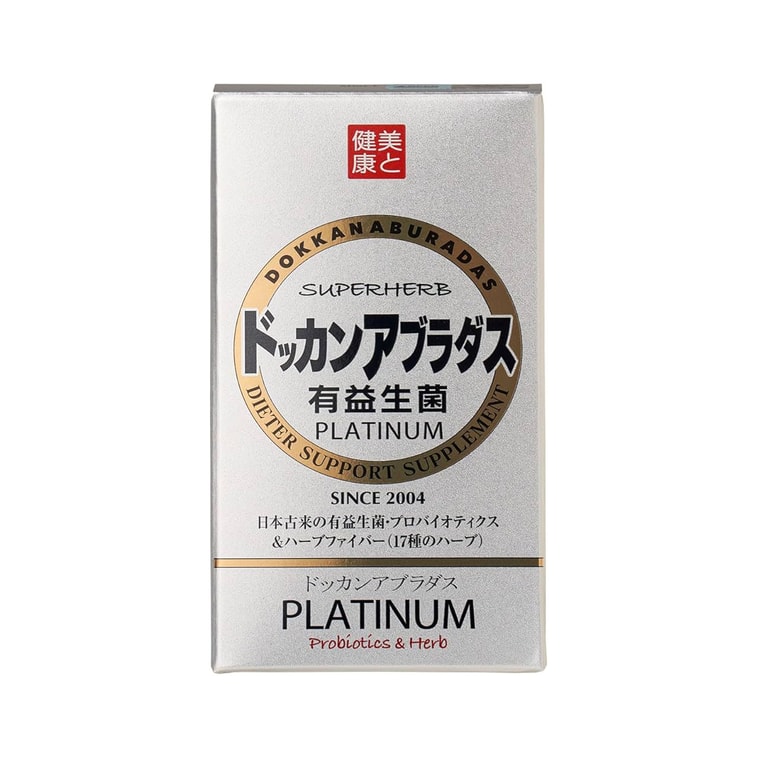 美と
健康
DOKKANABURADAS
SUPERHERB
ドッカンアブラダス
有益生菌
PLATINUM
DIETER SUPPORT SUPPLEMENT
SINCE 2004
日本古来の有益生菌・プロバイオティクス
&ハーブファイバー(17種のハーブ)
ドッカンアブラダス
PLATINUM
Probiotics & Herb